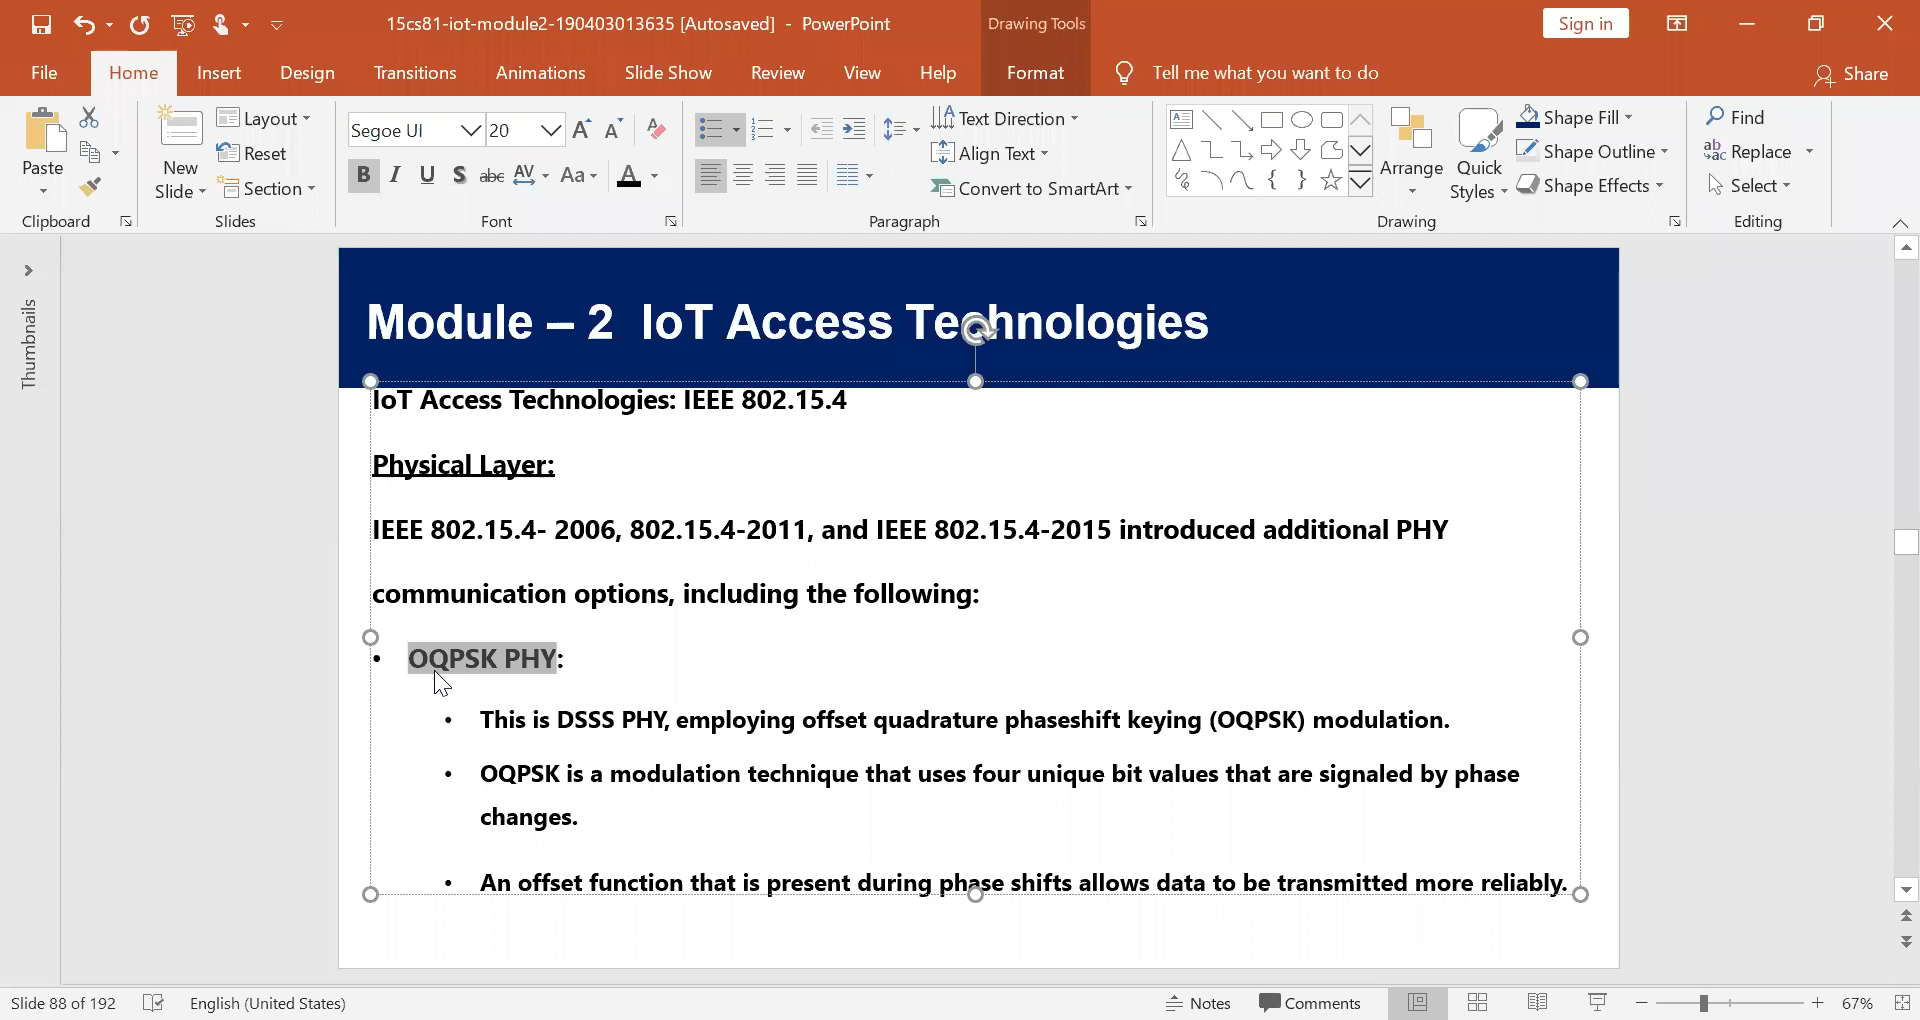 15cs81-iot-module2-190403013635 [Autosaved] - PowerPoint
Drawing Tools
Sign in
File Home Insert Design Transitions Animations Slide Show Review View Help Format Tell me what you want to do Share
Paste
New Slide
Layout
Reset
Section
Segoe UI 20
B I U S abc AV Aa A
Text Direction
Align Text
Convert to SmartArt
Arrange
Quick Styles
Shape Fill
Shape Outline
Shape Effects
Find
Replace
Select
Clipboard Slides Font Paragraph Drawing Editing
Thumbnails
Module – 2 IoT Access Technologies
IoT Access Technologies: IEEE 802.15.4
Physical Layer:
IEEE 802.15.4- 2006, 802.15.4-2011, and IEEE 802.15.4-2015 introduced additional PHY
communication options, including the following:
• OQPSK PHY:
• This is DSSS PHY, employing offset quadrature phaseshift keying (OQPSK) modulation.
• OQPSK is a modulation technique that uses four unique bit values that are signaled by phase
changes.
• An offset function that is present during phase shifts allows data to be transmitted more reliably.
Slide 88 of 192 English (United States) Notes Comments 67%